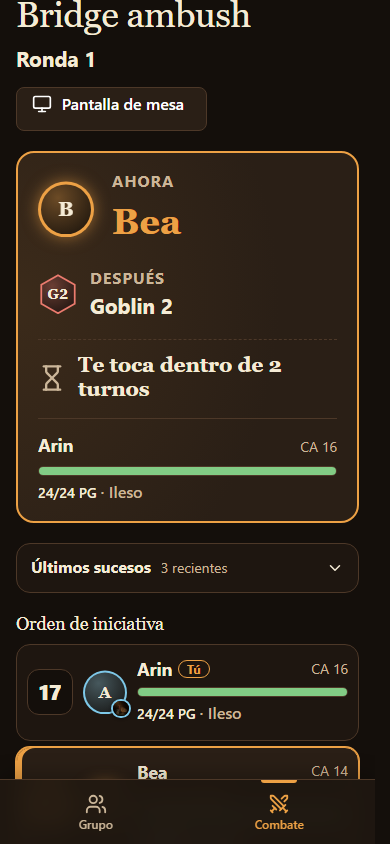 Bridge ambush
Ronda 1
Pantalla de mesa
B
AHORA
Bea
G2
DESPUÉS
Goblin 2
Te toca dentro de 2
turnos
Arin CA 16
24/24 PG · Ileso
Últimos sucesos 3 recientes
Orden de iniciativa
17
A
Arin Tú CA 16
24/24 PG · Ileso
Bea CA 14
Grupo Combate